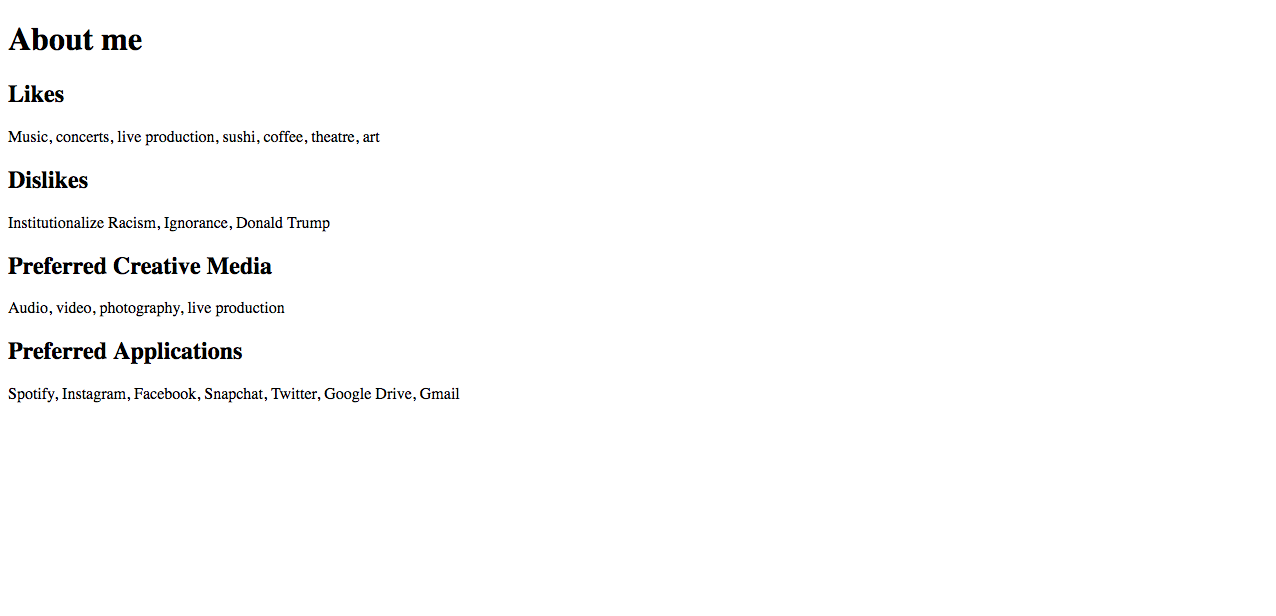 About me
Likes
Music, concerts, live production, sushi, coffee, theatre, art
Dislikes
Institutionalize Racism, Ignorance, Donald Trump
Preferred Creative Media
Audio, video, photography, live production
Preferred Applications
Spotify, Instagram, Facebook, Snapchat, Twitter, Google Drive, Gmail